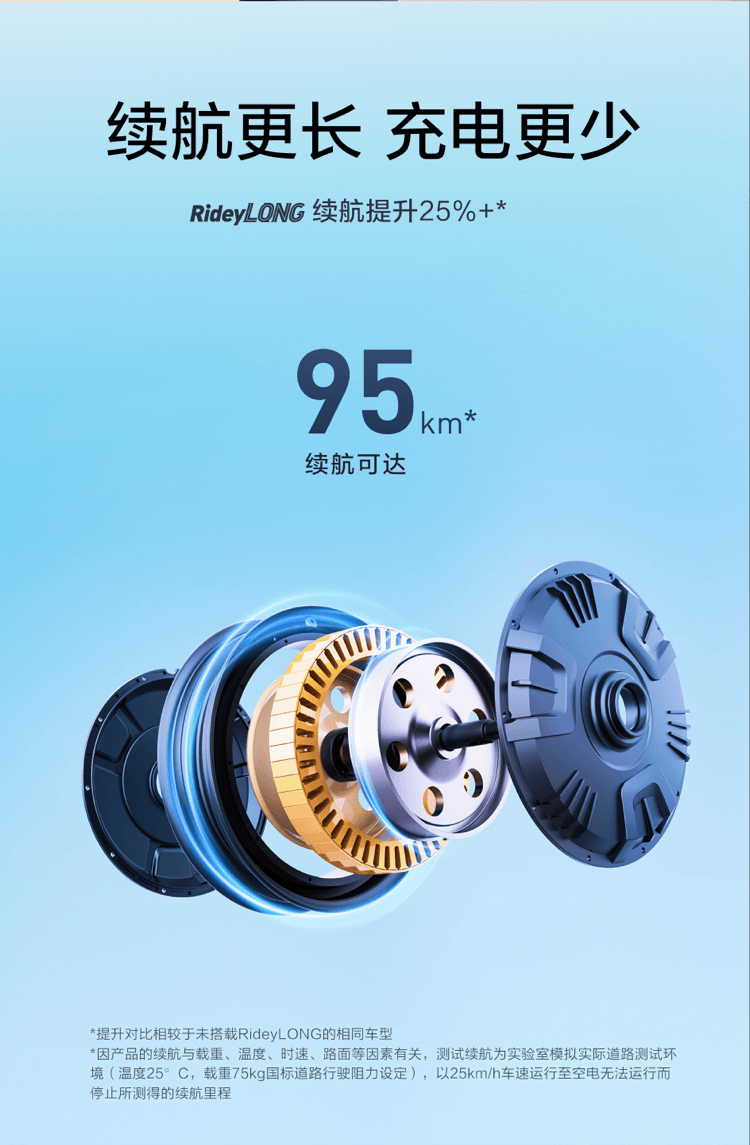 续航更长 充电更少
RideyLONG 续航提升25%+*
95km*
续航可达
*提升对比相较于未搭载RideyLONG的相同车型
*因产品的续航与载重、温度、时速、路面等因素有关，测试续航为实验室模拟实际道路测试环
境（温度25°C，载重75kg国标道路行驶阻力设定），以25km/h车速运行至空电无法运行而
停止所测得的续航里程